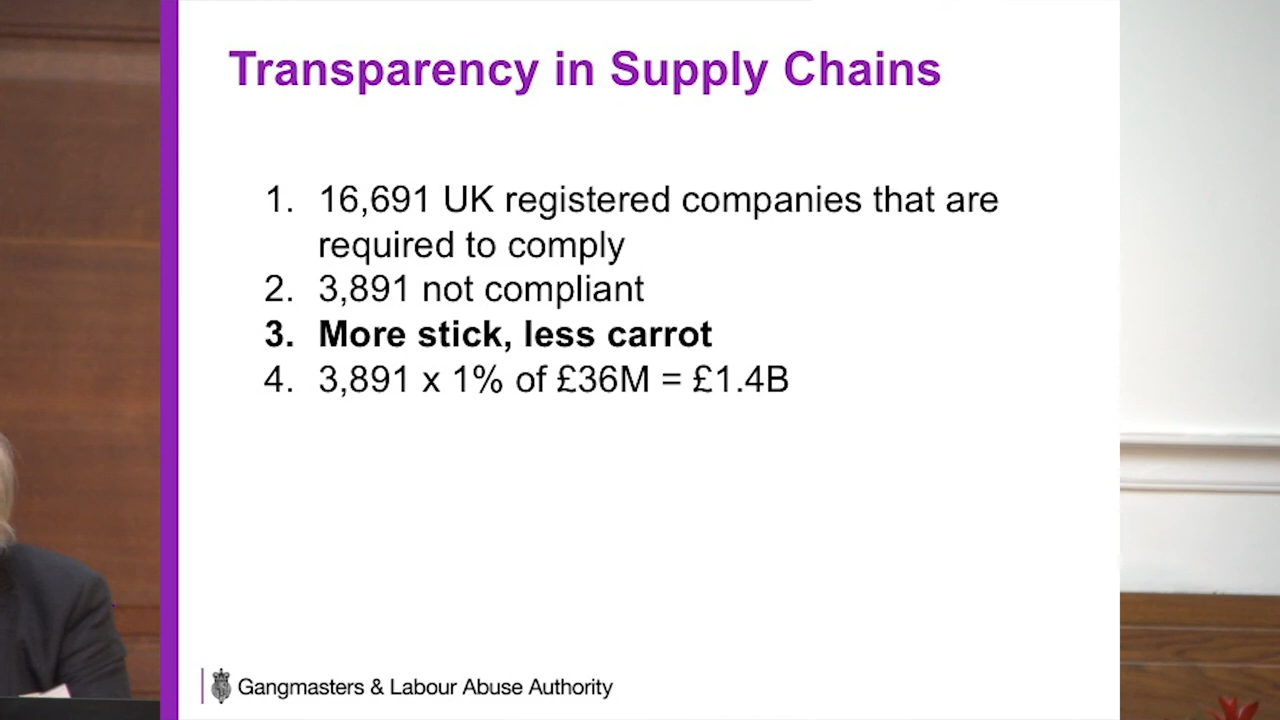 Transparency in Supply Chains
1. 16,691 UK registered companies that are
required to comply
2. 3,891 not compliant
3. More stick, less carrot
4. 3,891 x 1% of £36M = £1.4B
Gangmasters & Labour Abuse Authority